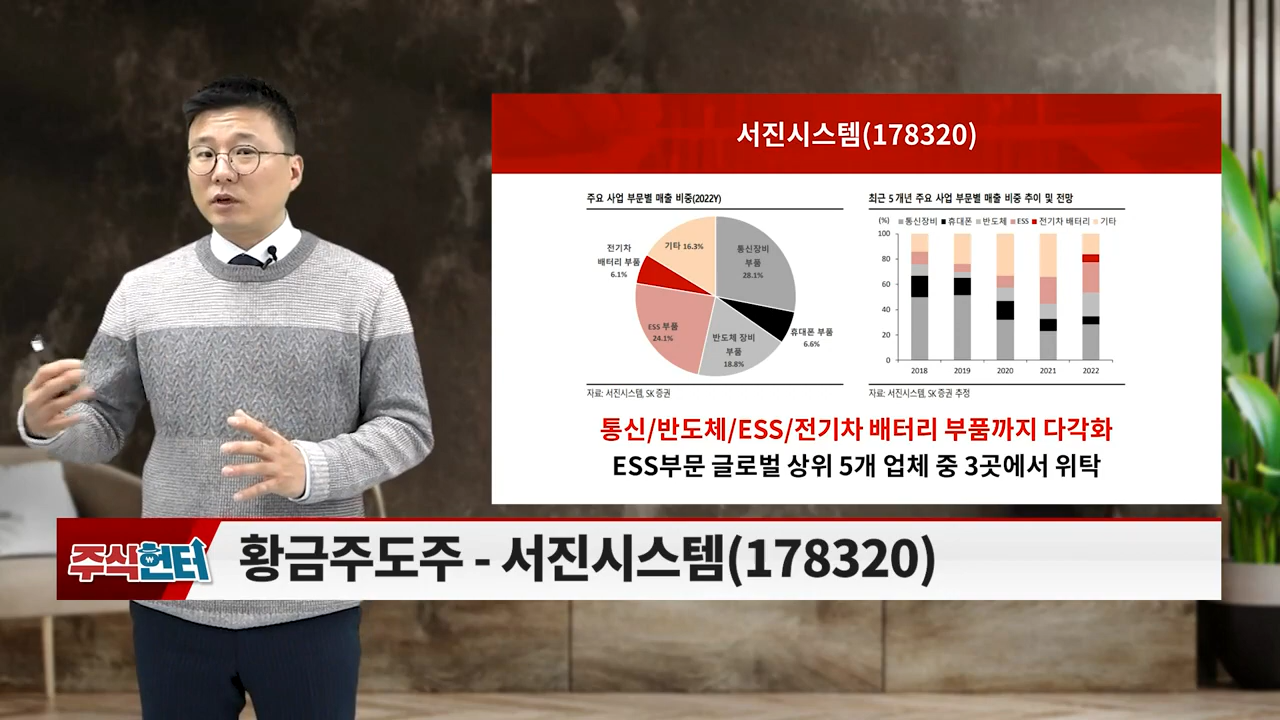 서진시스템(178320)
주요 사업 부문별 매출 비중(2022Y)
통신장비
부품
28.1%
휴대폰 부품
6.6%
반도체 장비
부품
18.8%
ESS 부품
24.1%
전기차
배터리 부품
6.1%
기타 16.3%
자료: 서진시스템, SK 증권
최근 5개년 주요 사업 부문별 매출 비중 추이 및 전망
(%) 통신장비 휴대폰 반도체 ESS 전기차 배터리 기타
100
80
60
40
20
0
2018 2019 2020 2021 2022
자료: 서진시스템, SK 증권 추정
통신/반도체/ESS/전기차 배터리 부품까지 다각화
ESS부문 글로벌 상위 5개 업체 중 3곳에서 위탁
주식헌터
황금주도주 - 서진시스템(178320)